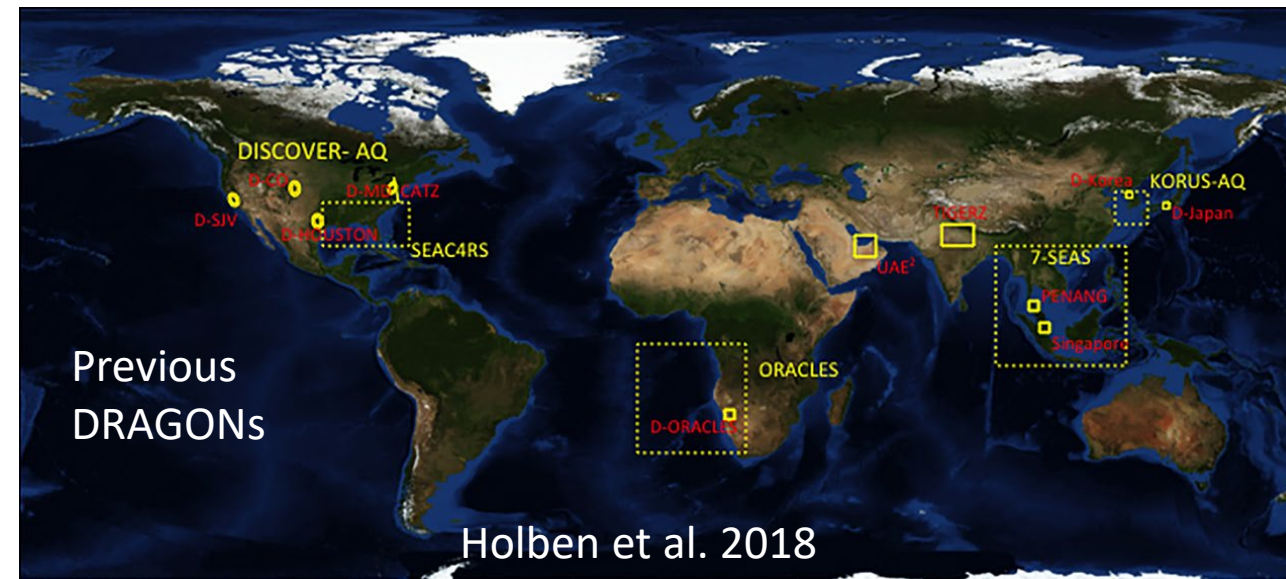 DISCOVER- AQ
D-CO
D-MD CATZ
D-SJV
D-HOUSTON
SEAC4RS
D-Korea
KORUS-AQ
D-Japan
TIGERZ
UAE²
7-SEAS
PENANG
Singapore
ORACLES
D-ORACLES
Previous
DRAGONs
Holben et al. 2018